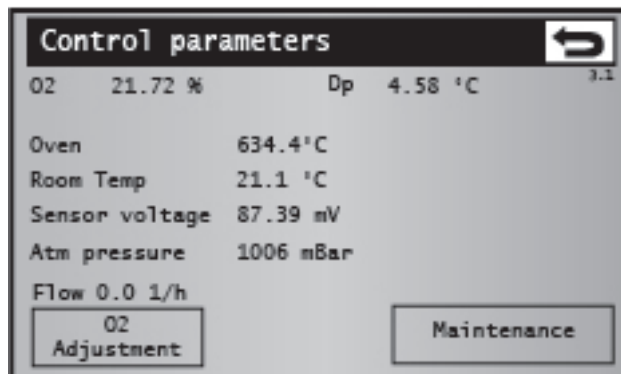 Control parameters
3.1
O2 21.72 % Dp 4.58 °C
Oven 634.4°C
Room Temp 21.1 °C
Sensor voltage 87.39 mV
Atm pressure 1006 mBar
Flow 0.0 l/h
O2
Adjustment
Maintenance